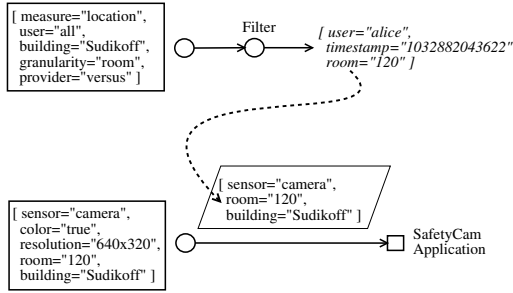 [ measure="location",
user="all",
building="Sudikoff",
granularity="room",
provider="versus" ]
Filter
[ user="alice",
timestamp="1032882043622"
room="120" ]
[ sensor="camera",
room="120",
building="Sudikoff" ]
[ sensor="camera",
color="true",
resolution="640x320",
room="120",
building="Sudikoff" ]
SafetyCam
Application